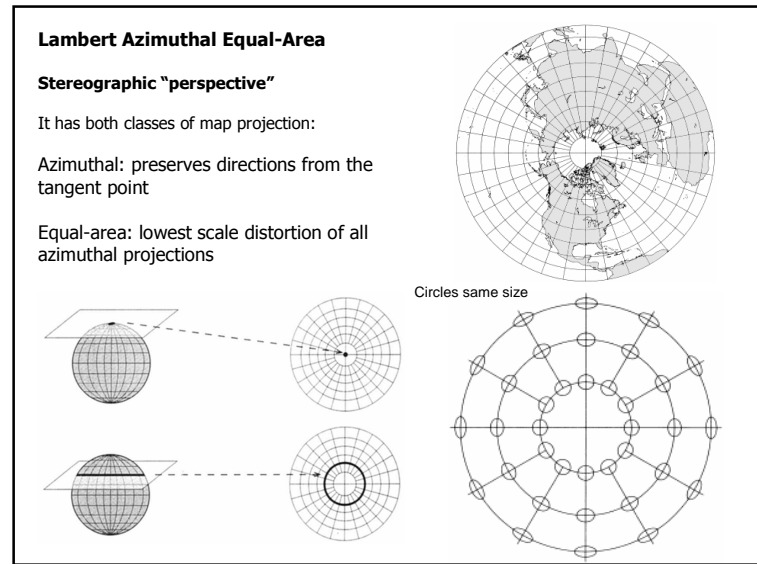 Lambert Azimuthal Equal-Area
Stereographic “perspective”
It has both classes of map projection:
Azimuthal: preserves directions from the
tangent point
Equal-area: lowest scale distortion of all
azimuthal projections
Circles same size